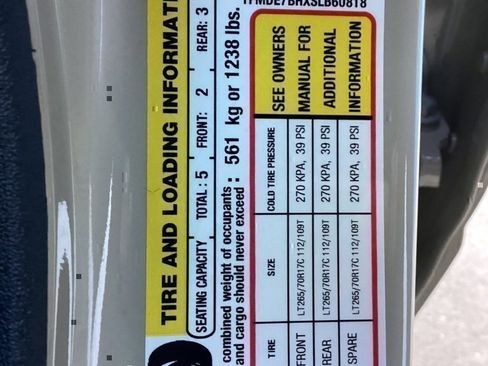 TIRE AND LOADING INFORMATI
SEATING CAPACITY TOTAL : 5 FRONT: 2 REAR: 3
combined weight of occupants
and cargo should never exceed : 561 kg or 1238 lbs.
TIRE SIZE COLD TIRE PRESSURE
FRONT LT265/70R17C 112/109T 270 KPA, 39 PSI
REAR LT265/70R17C 112/109T 270 KPA, 39 PSI
SPARE LT265/70R17C 112/109T 270 KPA, 39 PSI
SEE OWNERS
MANUAL FOR
ADDITIONAL
INFORMATION